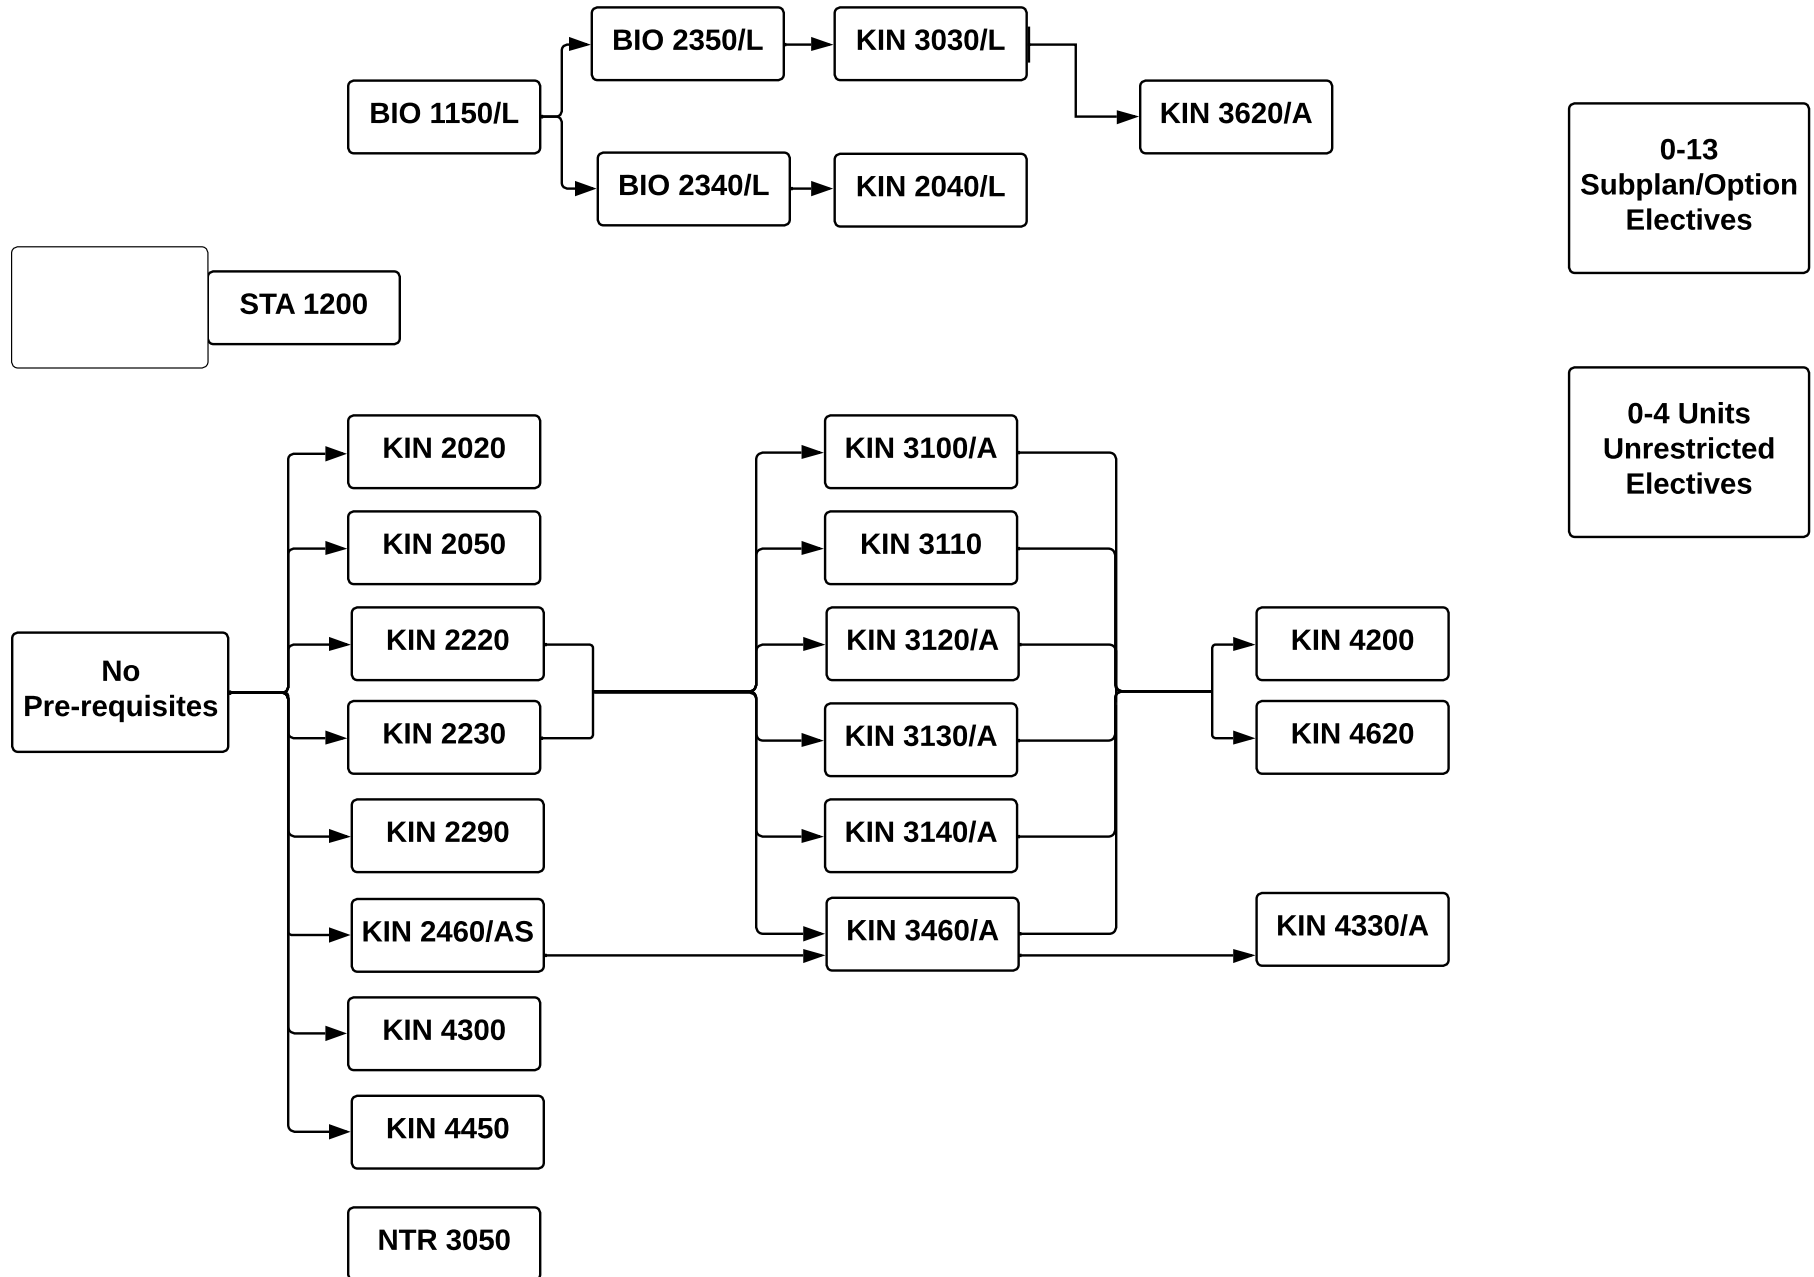 BIO 2350/L
KIN 3030/L
BIO 1150/L
KIN 3620/A
BIO 2340/L
KIN 2040/L
0-13
Subplan/Option
Electives
STA 1200
0-4 Units
Unrestricted
Electives
No
Pre-requisites
KIN 2020
KIN 2050
KIN 2220
KIN 2230
KIN 2290
KIN 2460/AS
KIN 4300
KIN 4450
NTR 3050
KIN 3100/A
KIN 3110
KIN 3120/A
KIN 3130/A
KIN 3140/A
KIN 3460/A
KIN 4200
KIN 4620
KIN 4330/A